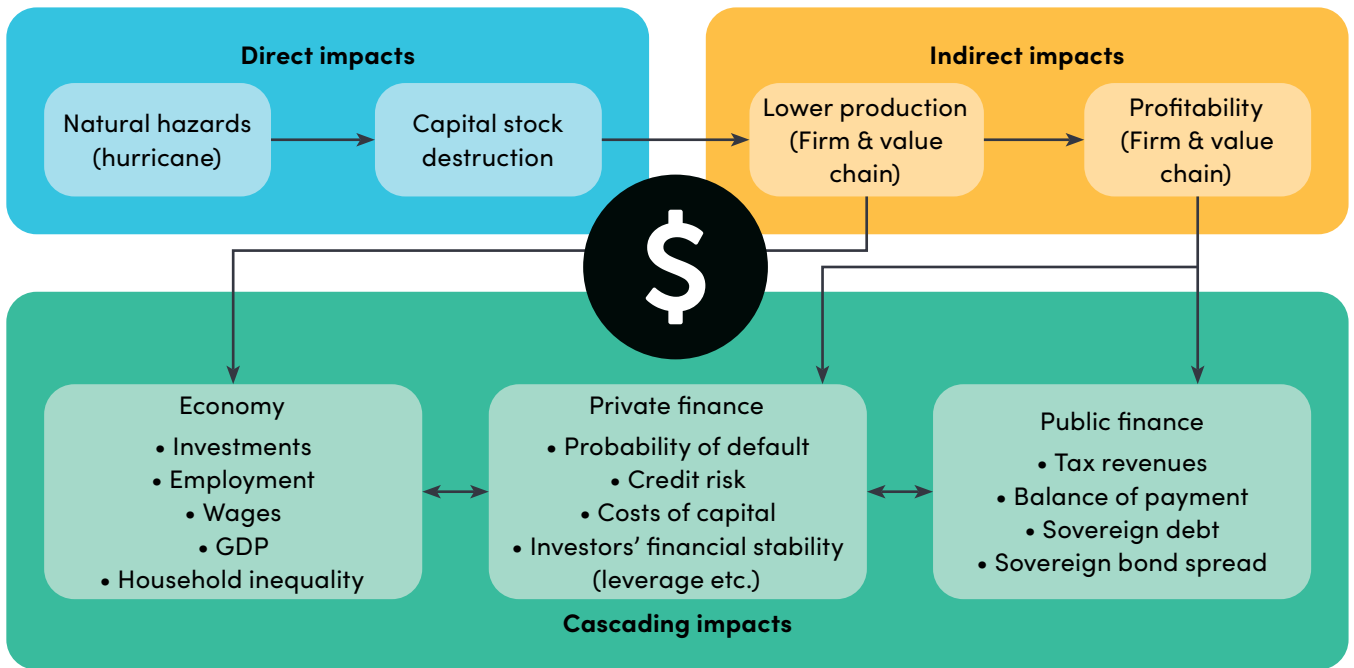 Direct impacts
Natural hazards
(hurricane)
Capital stock
destruction
Indirect impacts
Lower production
(Firm & value
chain)
Profitability
(Firm & value
chain)
$
Economy
• Investments
• Employment
• Wages
• GDP
• Household inequality
Private finance
• Probability of default
• Credit risk
• Costs of capital
• Investors’ financial stability
(leverage etc.)
Public finance
• Tax revenues
• Balance of payment
• Sovereign debt
• Sovereign bond spread
Cascading impacts